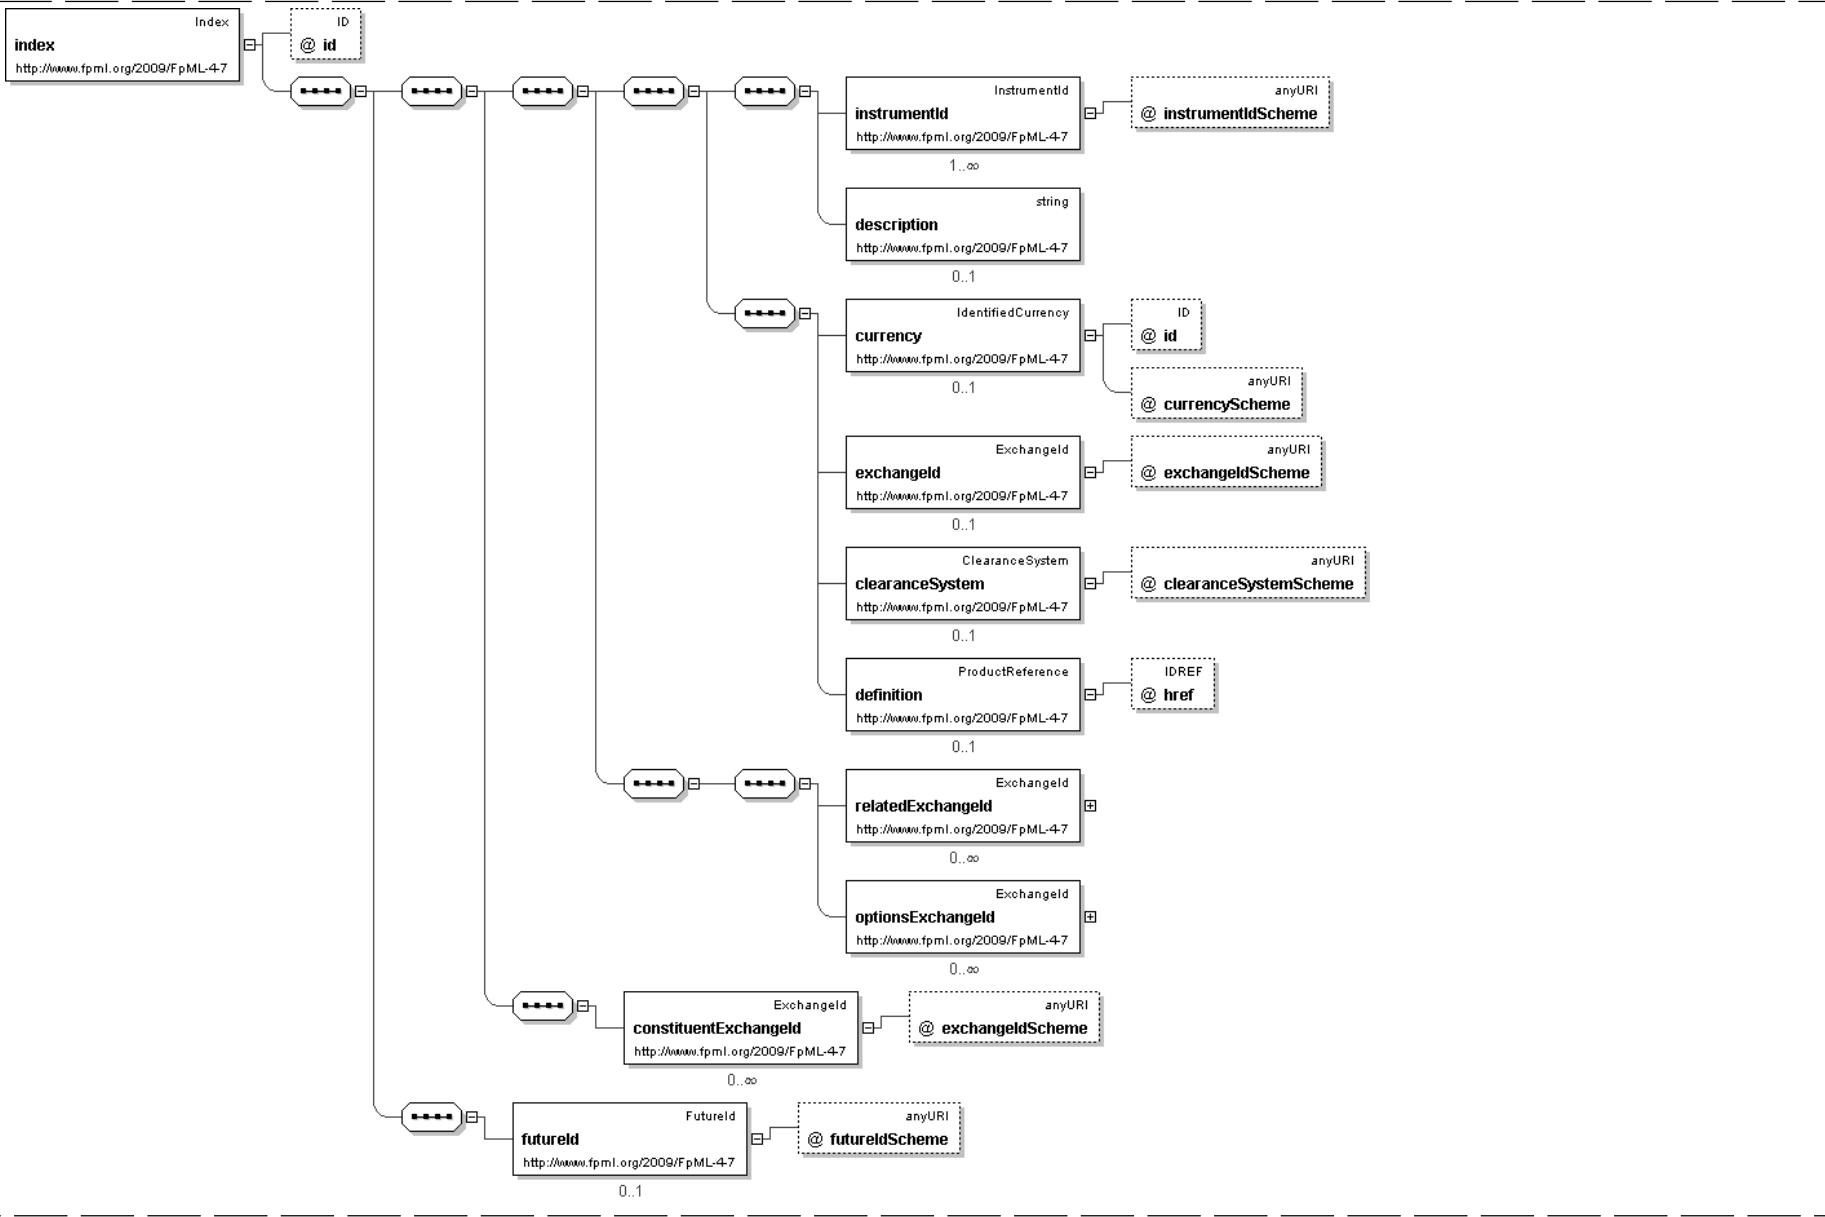 Index
index
http://www.fpml.org/2009/FpML-4-7
ID
@ id
InstrumentId
instrumentId
http://www.fpml.org/2009/FpML-4-7
1..∞
anyURI
@ instrumentIdScheme
string
description
http://www.fpml.org/2009/FpML-4-7
0..1
IdentifiedCurrency
currency
http://www.fpml.org/2009/FpML-4-7
0..1
ID
@ id
anyURI
@ currencyScheme
ExchangeId
exchangeId
http://www.fpml.org/2009/FpML-4-7
0..1
anyURI
@ exchangeIdScheme
ClearanceSystem
clearanceSystem
http://www.fpml.org/2009/FpML-4-7
0..1
anyURI
@ clearanceSystemScheme
ProductReference
definition
http://www.fpml.org/2009/FpML-4-7
0..1
IDREF
@ href
ExchangeId
relatedExchangeId
http://www.fpml.org/2009/FpML-4-7
0..∞
ExchangeId
optionsExchangeId
http://www.fpml.org/2009/FpML-4-7
0..∞
ExchangeId
constituentExchangeId
http://www.fpml.org/2009/FpML-4-7
0..∞
anyURI
@ exchangeIdScheme
FutureId
futureId
http://www.fpml.org/2009/FpML-4-7
0..1
anyURI
@ futureIdScheme